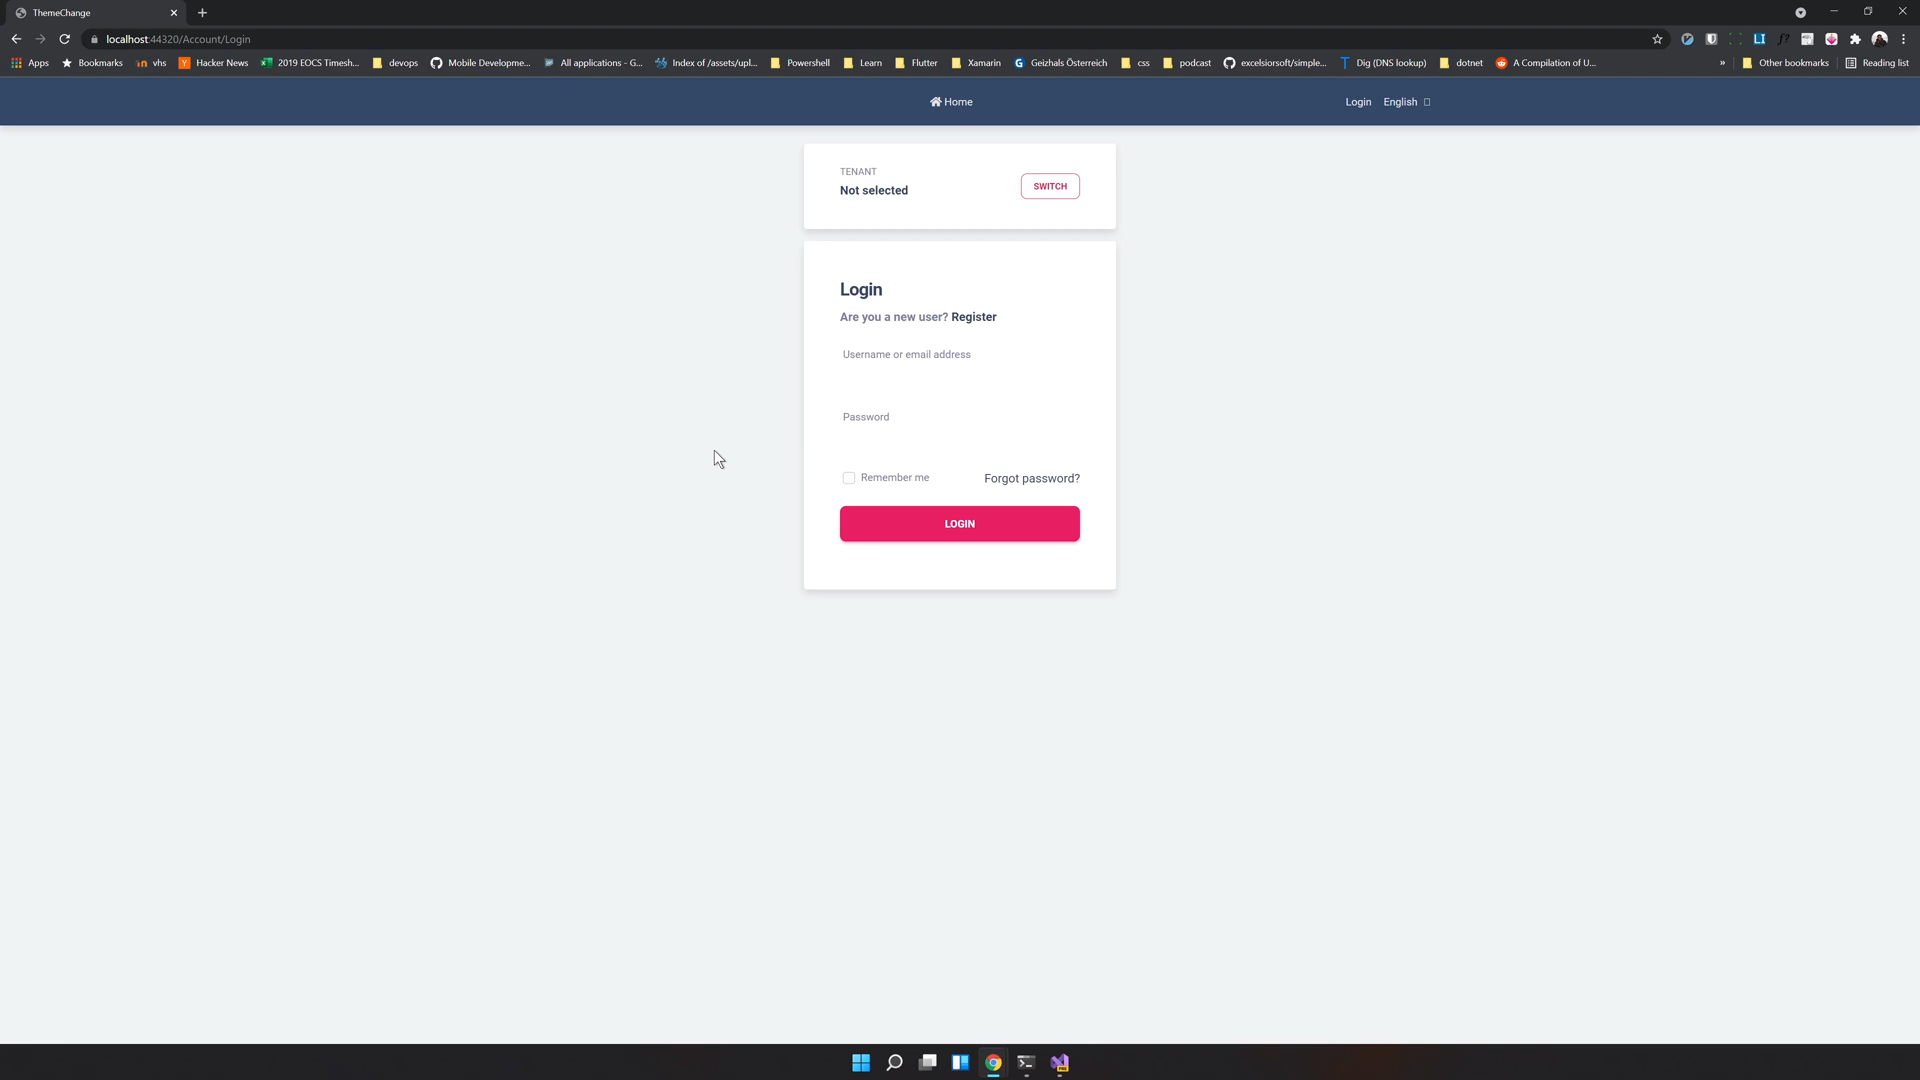 ThemeChange
localhost:44320/Account/Login
Apps Bookmarks vhs Hacker News 2019 EOCS Timesh... devops Mobile Developme... All applications - G... Index of /assets/upl... Powershell Learn Flutter Xamarin Geizhals Österreich css podcast excelsiorsoft/simple... Dig (DNS lookup) dotnet A Compilation of U... » Other bookmarks Reading list
Home Login English
TENANT
Not selected
SWITCH
Login
Are you a new user? Register
Username or email address
Password
Remember me Forgot password?
LOGIN